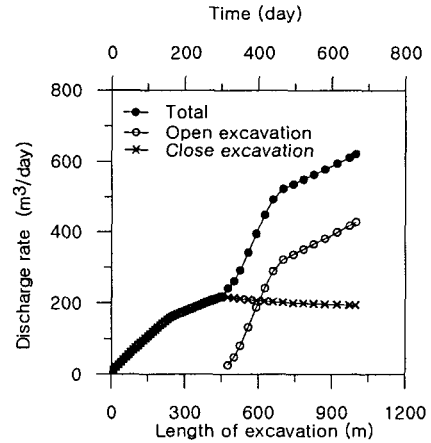 Time (day)
0 200 400 600 800
800
600
400
200
0
Discharge rate (m³/day)
Total
Open excavation
Close excavation
0 300 600 900 1200
Length of excavation (m)